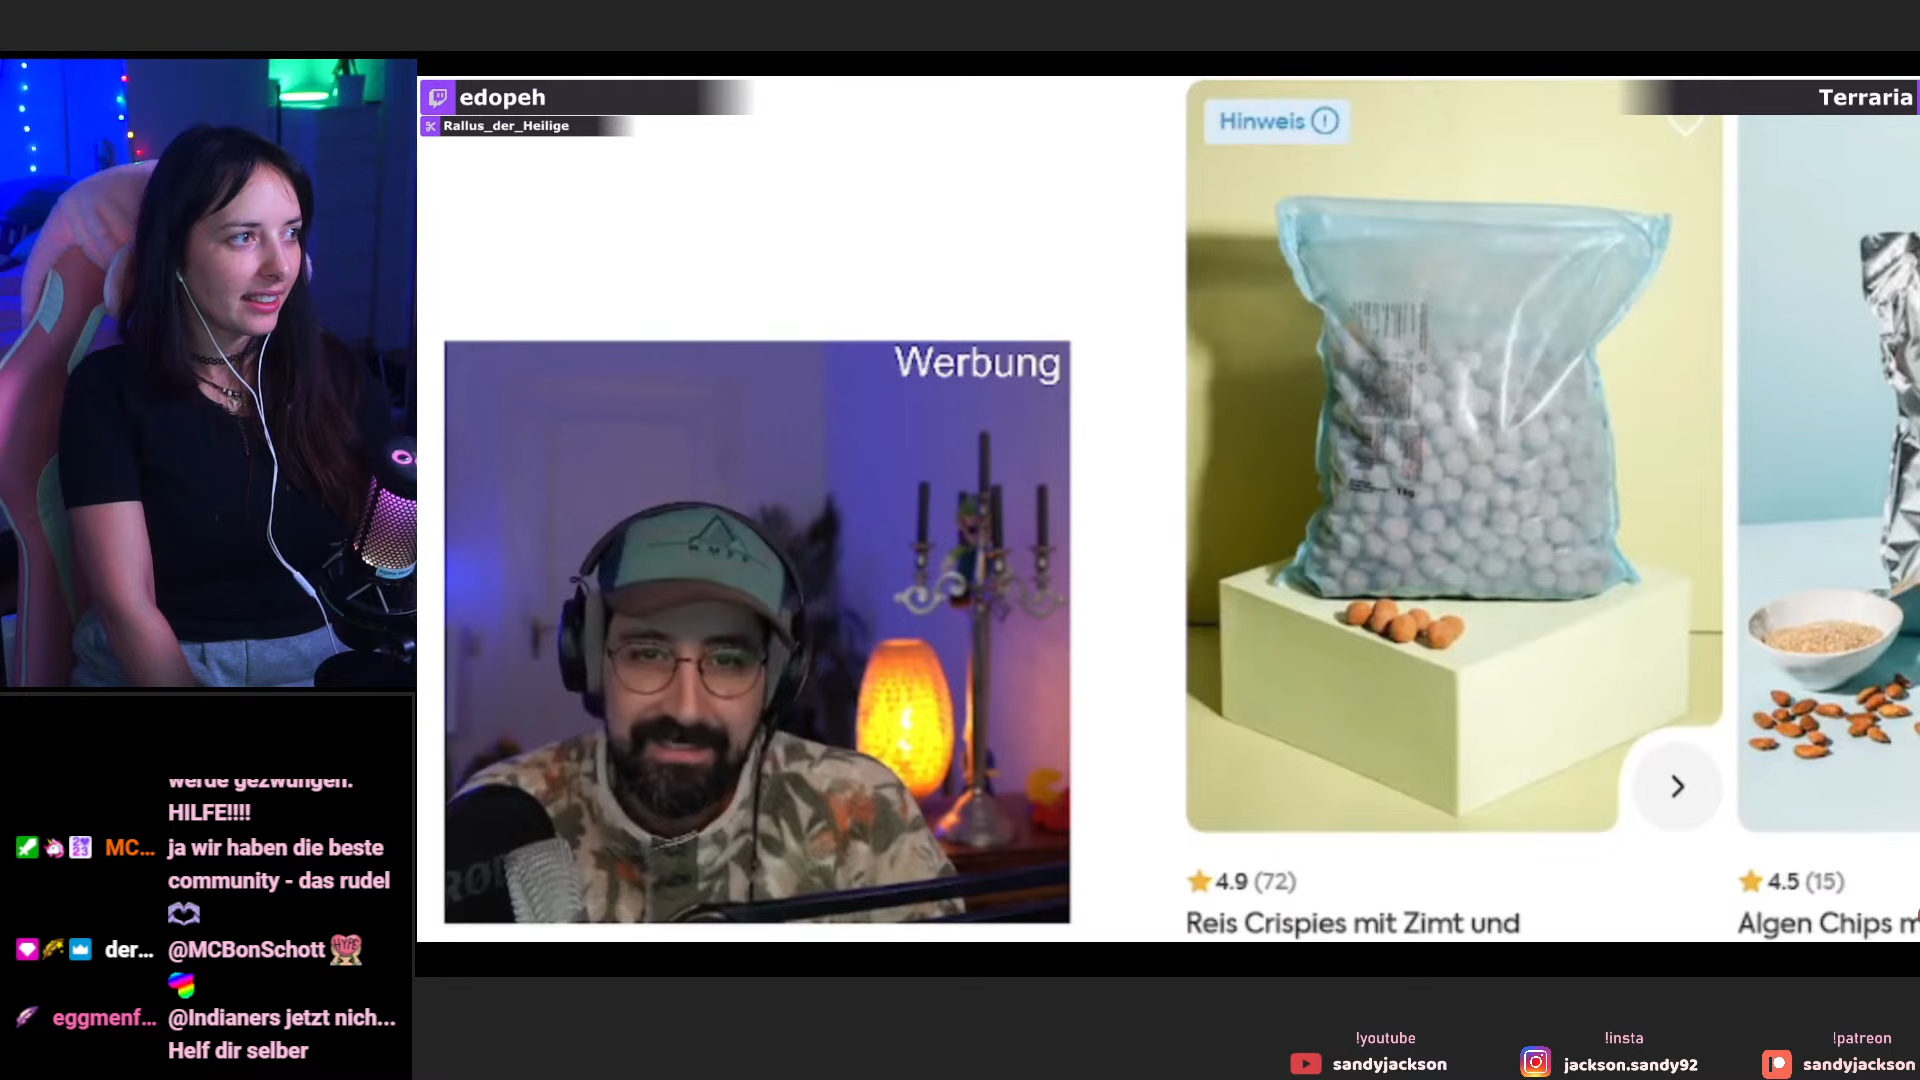 edopeh
Rallus_der_Heilige
Terraria
Hinweis
Werbung
4.9 (72)
Reis Crispies mit Zimt und
4.5 (15)
Algen Chips m
werde gezwungen.
HILFE!!!!
MC... ja wir haben die beste
community - das rudel
der... @MCBonSchott
eggmenf... @Indianers jetzt nich...
Helf dir selber
!youtube
sandyjackson
!insta
jackson.sandy92
!patreon
sandyjackson